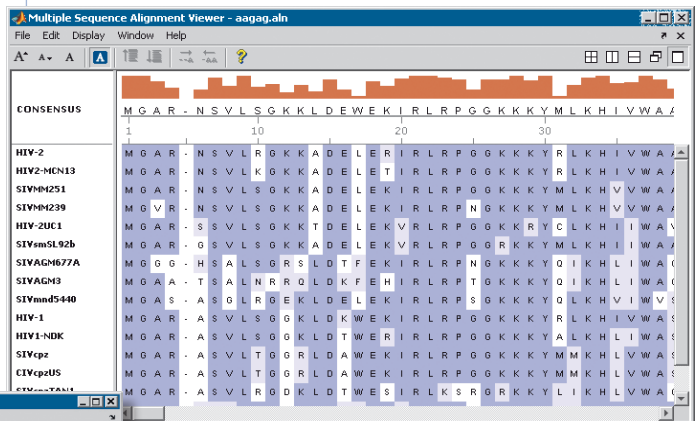 Multiple Sequence Alignment Viewer - aagag.aln
File Edit Display Window Help
A A A A
CONSENSUS M G A R - N S V L S G K K L D E W E K I R L R P G G K K K Y M L K H I V W A
1 10 20 30
HIV-2 M G A R - N S V L R G K K A D E L E R I R L R P G G K K K Y R L K H I V W A
HIV2-MCN13 M G A R - N S V L K G K K A D E L E T I R L R P G G K K K Y R L K H I V W A
SIVMM251 M G A R - N S V L S G K K A D E L E K I R L R P G G K K K Y M L K H V V W A
SIVMM239 M G V R - N S V L S G K K A D E L E K I R L R P N G K K K Y M L K H V V W A
HIV-2UC1 M G A R - S S V L S G K K T D E L E K V R L R P G G K K R Y C L K H I I W A
SIVsmSL92b M G A R - G S V L S G K K A D E L E K V R L R P G G R K K Y M L K H I I W A
SIVAGM677A M G G G - H S A L S G R S L D T F E K I R L R P N G K K K Y Q I K H L I W A
SIVAGM3 M G A A - T S A L N R R Q L D K F E H I R L R P T G K K K Y Q I K H L I W A
SIVmnd5440 M G A S - A S G L R G E K L D E L E K I R L R P S G K K K Y Q L K H V I W V
HIV-1 M G A R - A S V L S G G K L D K W E K I R L R P G G K K K Y R L K H I V W A
HIV1-NDK M G A R - A S V L S G G K L D T W E R I R L R P G G K K K Y A L K H L I W A
SIVcpz M G A R - A S V L T G G R L D A W E K I R L R P G G K K K Y M M K H L V W A
CIVcpzUS M G A R - A S V L T G G R L D A W E K I R L R P G G K K K Y M M K H L V W A
SIVcpzTAN1 M G A R - A S V L R G D K L D T W E S I R L K S R G R K K Y L I K H L V W A